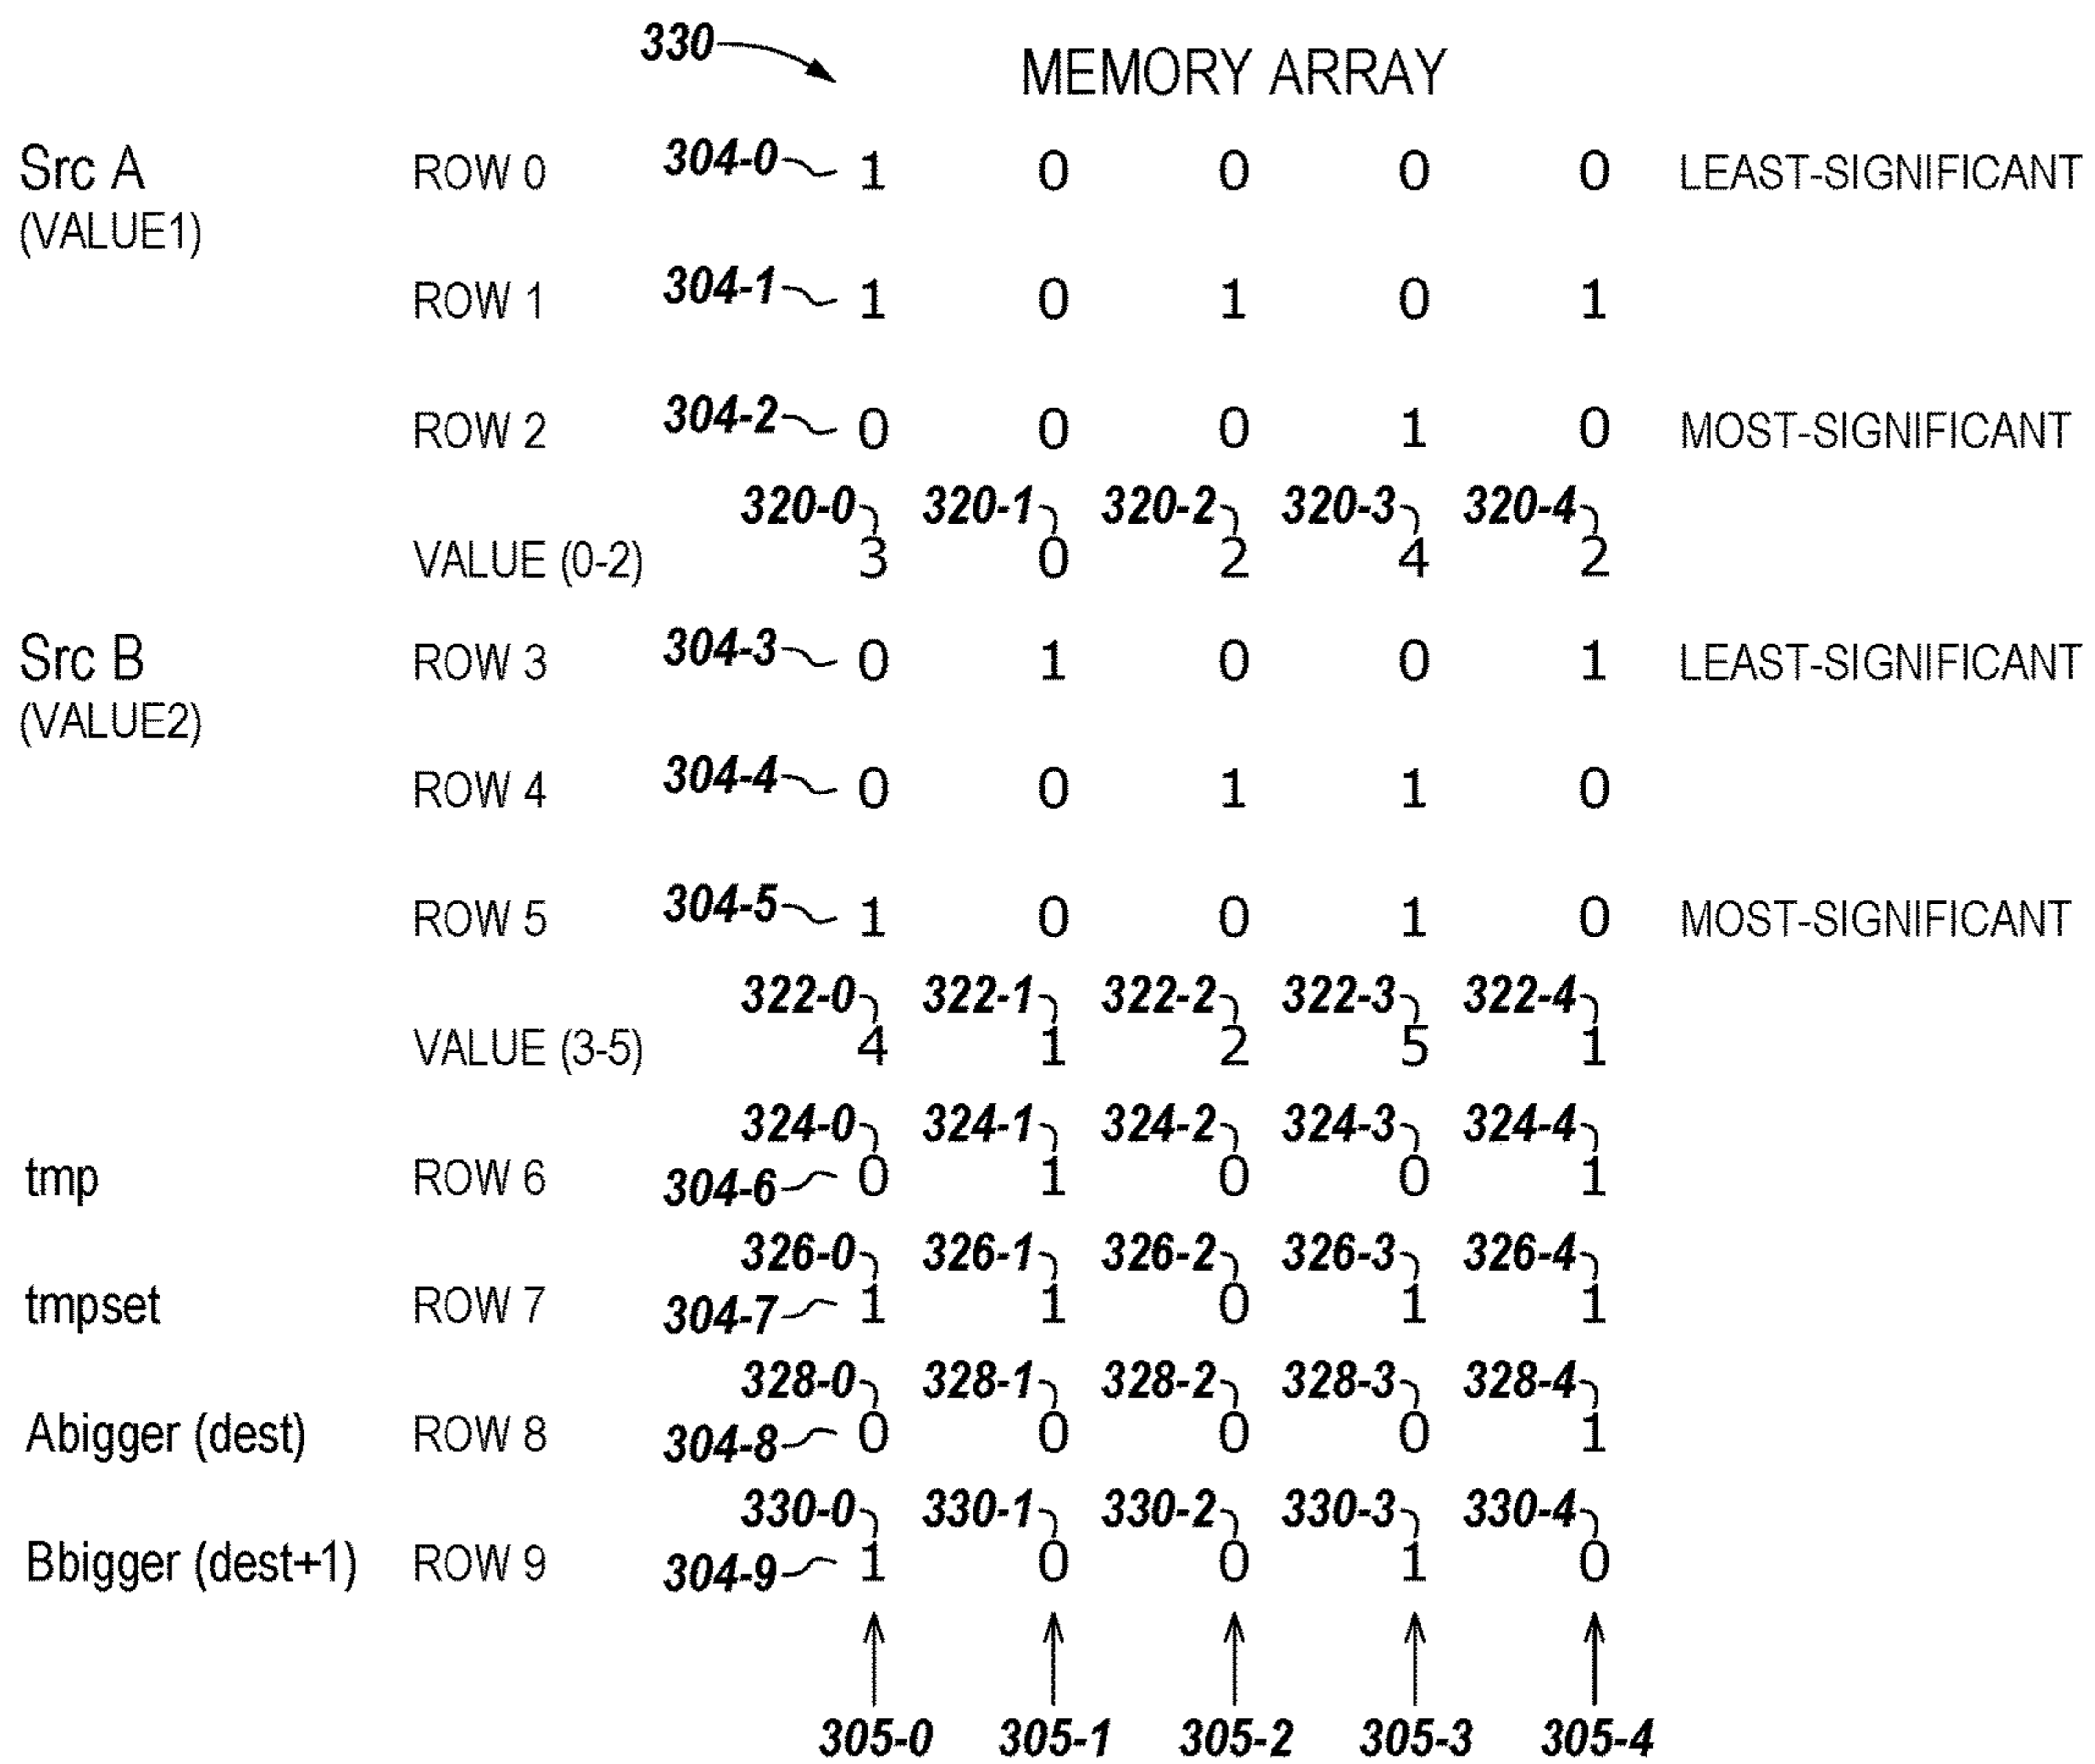 330 MEMORY ARRAY
Src A ROW 0 304-0 1 0 0 0 0 LEAST-SIGNIFICANT
(VALUE1)
ROW 1 304-1 1 0 1 0 1
ROW 2 304-2 0 0 0 1 0 MOST-SIGNIFICANT
320-0 320-1 320-2 320-3 320-4
VALUE (0-2) 3 0 2 4 2
Src B ROW 3 304-3 0 1 0 0 1 LEAST-SIGNIFICANT
(VALUE2)
ROW 4 304-4 0 0 1 1 0
ROW 5 304-5 1 0 0 1 0 MOST-SIGNIFICANT
322-0 322-1 322-2 322-3 322-4
VALUE (3-5) 4 1 2 5 1
324-0 324-1 324-2 324-3 324-4
tmp ROW 6 304-6 0 1 0 0 1
326-0 326-1 326-2 326-3 326-4
tmpset ROW 7 304-7 1 1 0 1 1
328-0 328-1 328-2 328-3 328-4
Abigger (dest) ROW 8 304-8 0 0 0 0 1
330-0 330-1 330-2 330-3 330-4
Bbigger (dest+1) ROW 9 304-9 1 0 0 1 0
305-0 305-1 305-2 305-3 305-4